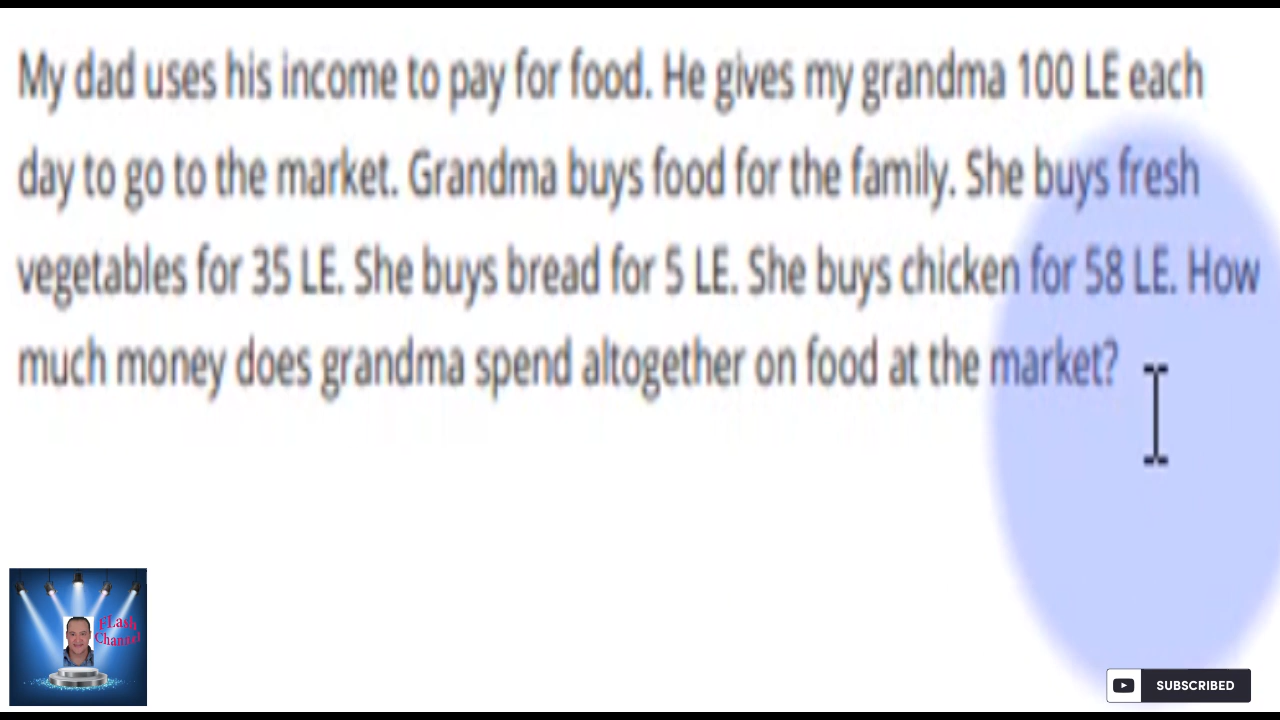 My dad uses his income to pay for food. He gives my grandma 100 LE each
day to go to the market. Grandma buys food for the family. She buys fresh
vegetables for 35 LE. She buys bread for 5 LE. She buys chicken for 58 LE. How
much money does grandma spend altogether on food at the market?
FLash
Channel
SUBSCRIBED